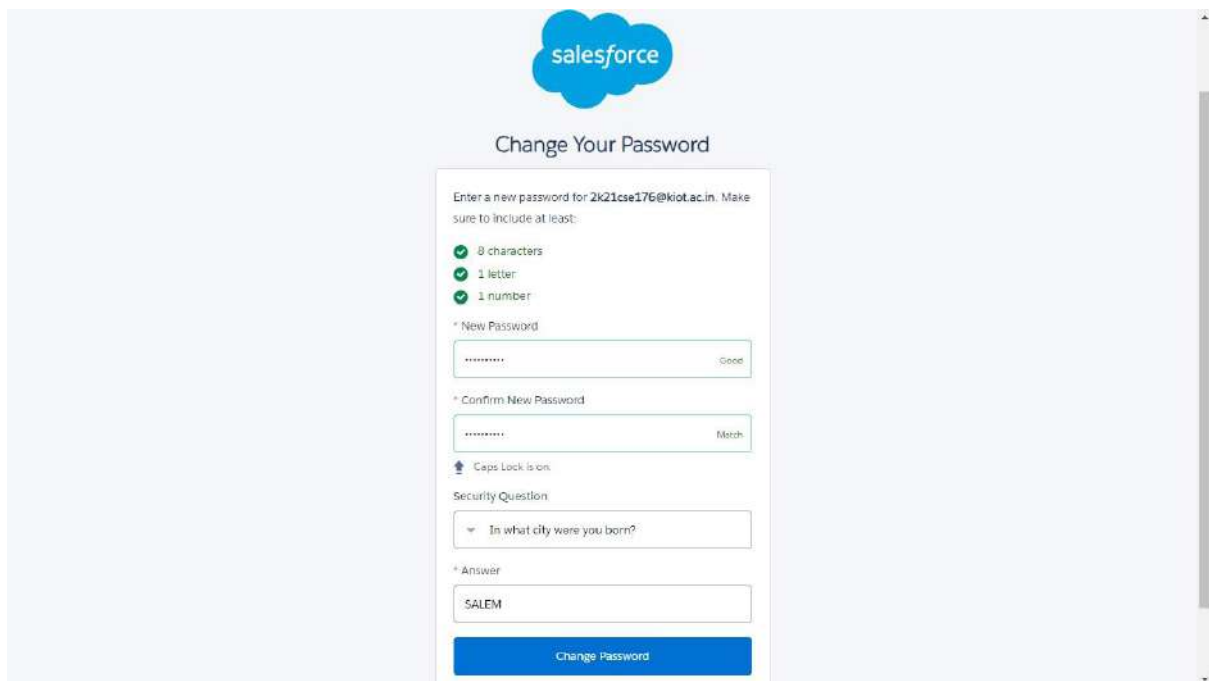 salesforce
Change Your Password
Enter a new password for 2k21cse176@kiot.ac.in. Make
sure to include at least:
8 characters
1 letter
1 number
* New Password
•••••••••• Good
* Confirm New Password
•••••••••• Match
Caps Lock is on.
Security Question
In what city were you born?
* Answer
SALEM
Change Password